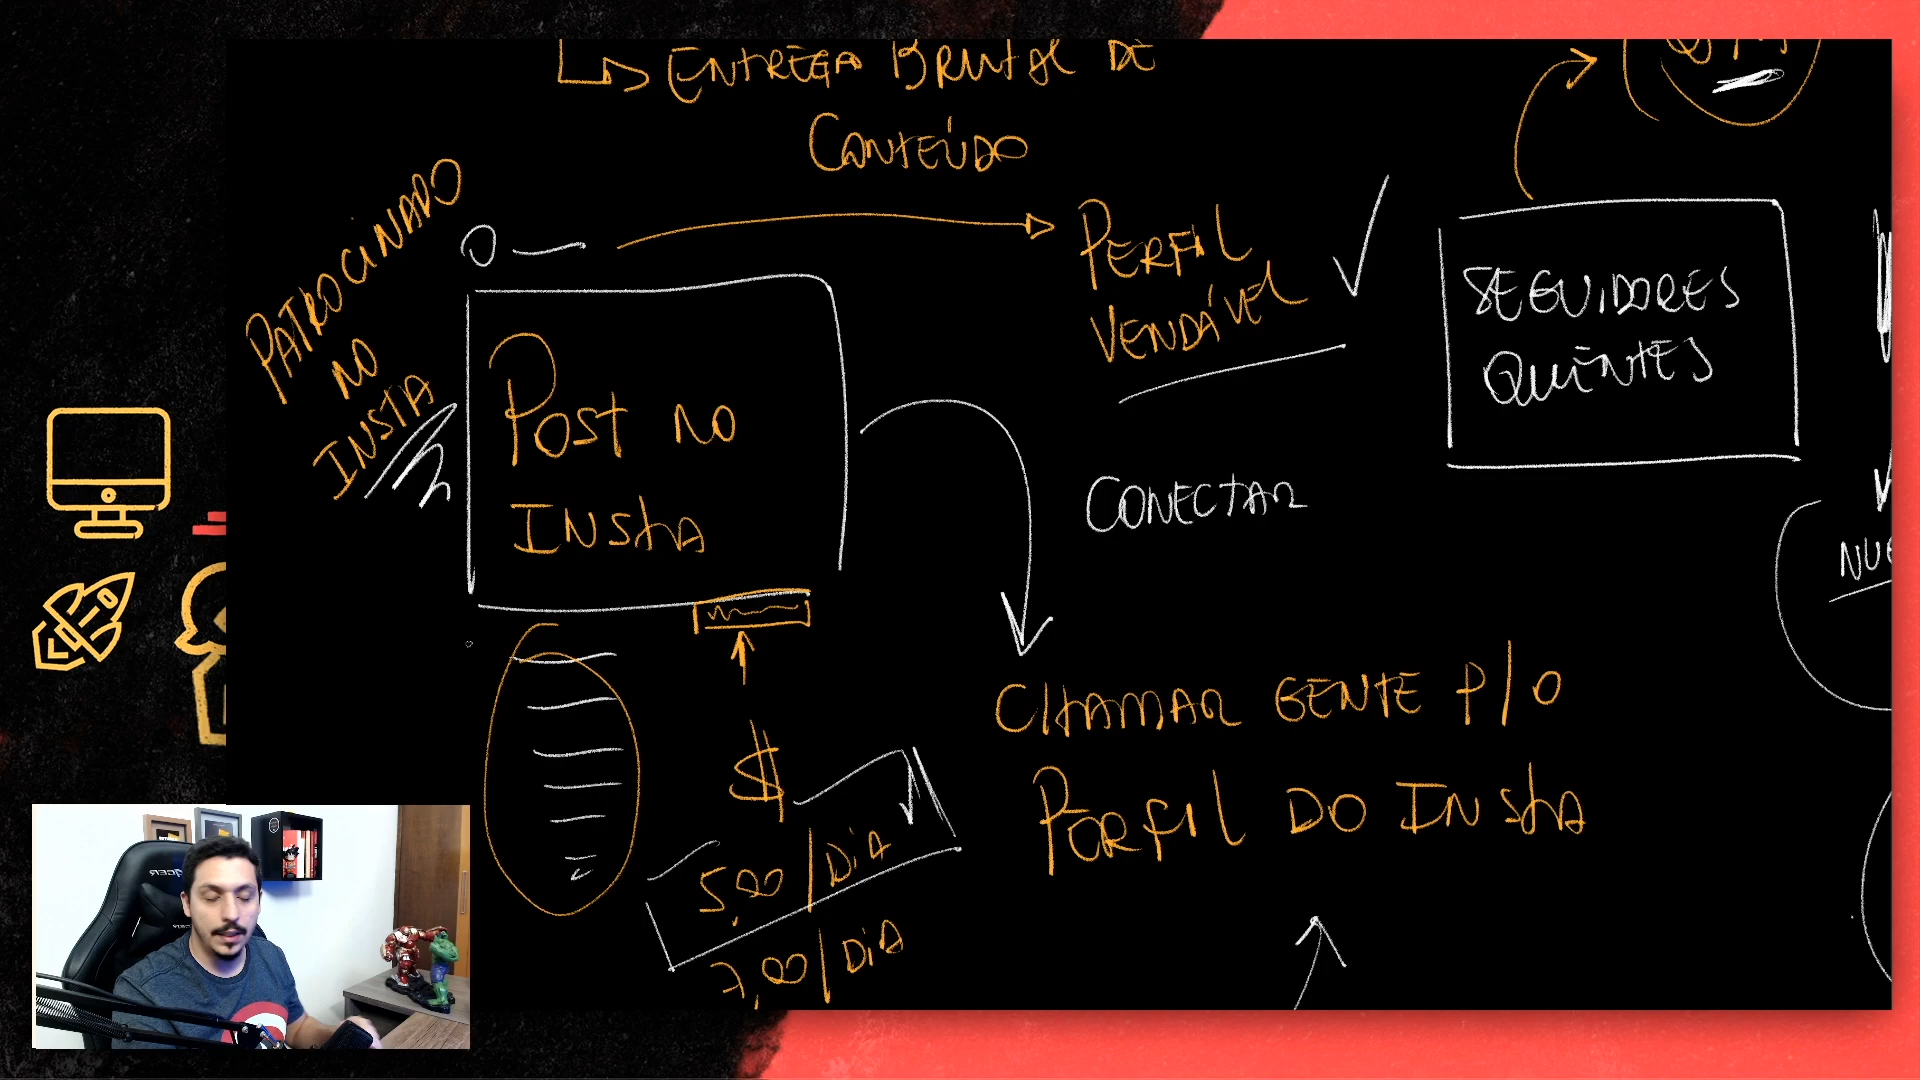 ENTREGA BRUTAL DE
CONTEÚDO
PATROCINADO
NO
INSTA
PERFIL
VENDÁVEL
SEGUIDORES
QUENTES
POST NO
INSTA
CONECTAR
CHAMAR GENTE P/O
PERFIL DO INSTA
$
5,00/DIA
7,00/DIA